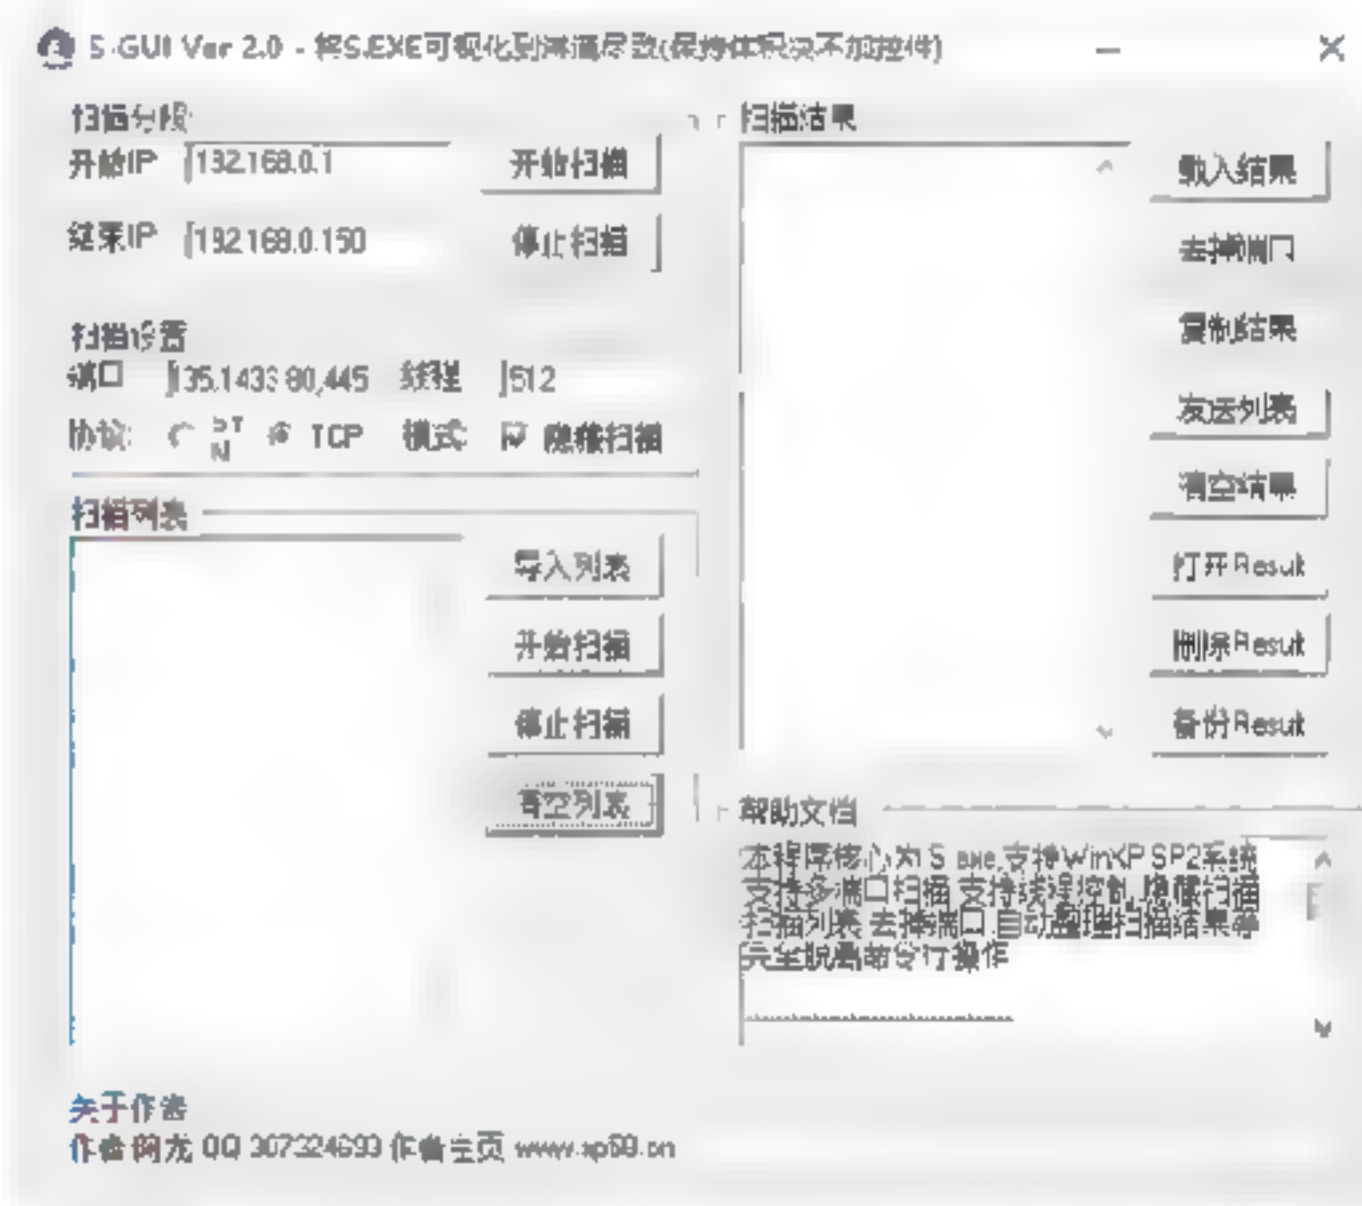 S-GUI Ver 2.0 - 将S.EXE可视化到淋漓尽致(保持体积决不加控件)
扫描分段
开始IP 192.168.0.1 开始扫描
结束IP 192.168.0.150 停止扫描
扫描设置
端口 135,1433,80,445 线程 512
协议: TCP 模式: 隐藏扫描
扫描列表
导入列表
开始扫描
停止扫描
清空列表
扫描结果
载入结果
去掉端口
复制结果
发送列表
清空结果
打开Result
删除Result
备份Result
帮助文档
本程序核心为S.exe,支持WinXP SP2系统
支持多端口扫描,支持线程控制,隐藏扫描
扫描列表,去掉端口,自动整理扫描结果等
完全脱离命令行操作
关于作者
作者:阿龙 QQ 作者主页